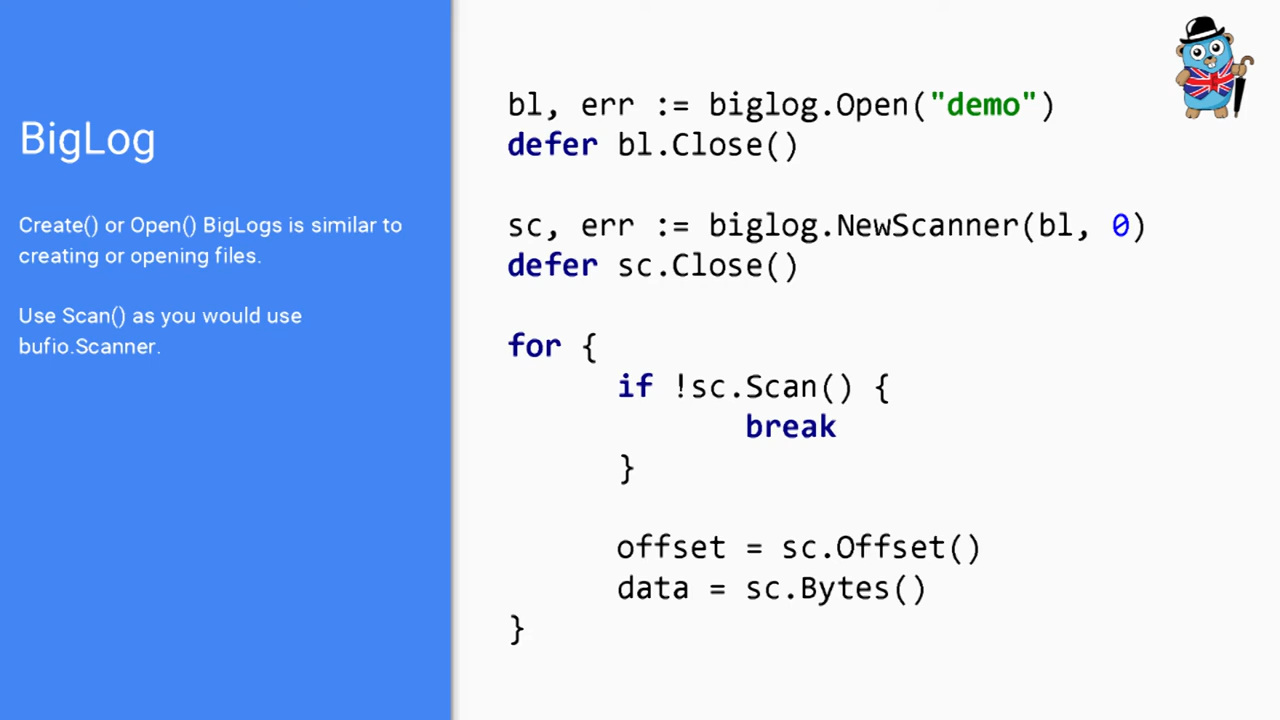 BigLog
Create() or Open() BigLogs is similar to
creating or opening files.
Use Scan() as you would use
bufio.Scanner.
bl, err := biglog.Open("demo")
defer bl.Close()
sc, err := biglog.NewScanner(bl, 0)
defer sc.Close()
for {
if !sc.Scan() {
break
}
offset = sc.Offset()
data = sc.Bytes()
}